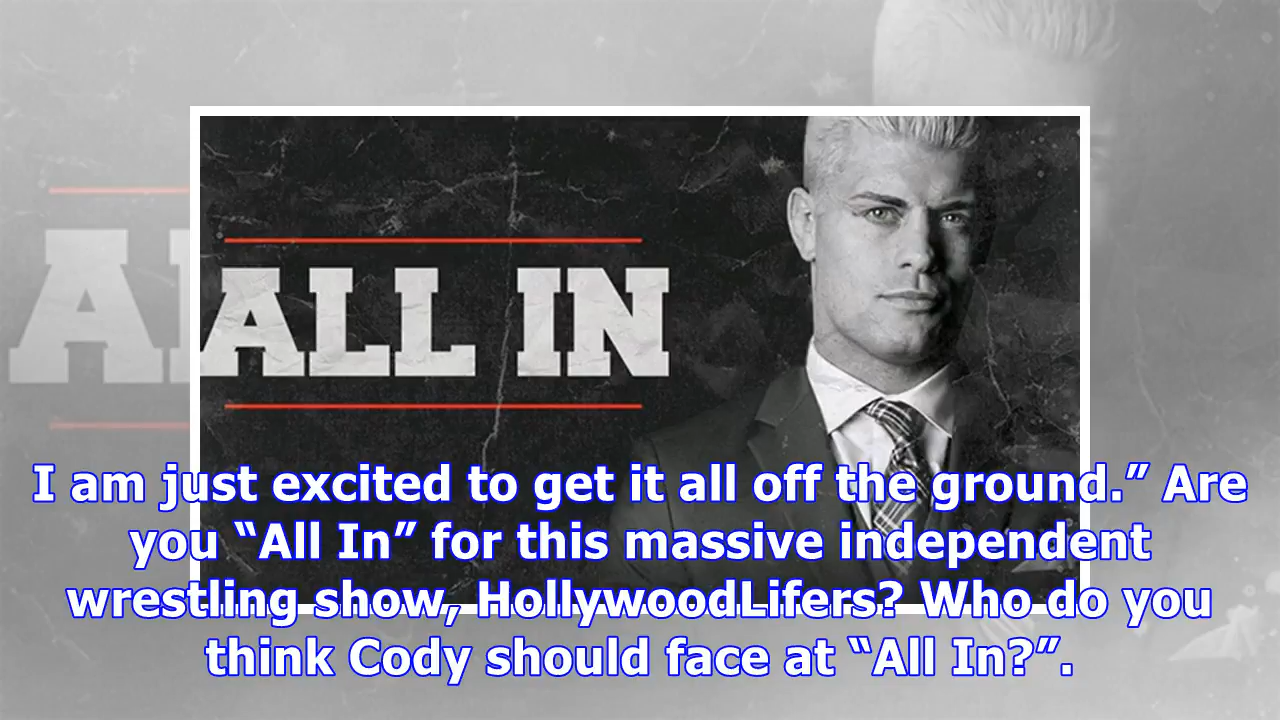 ALL IN
I am just excited to get it all off the ground.” Are
you “All In” for this massive independent
wrestling show, HollywoodLifers? Who do you
think Cody should face at “All In?”.